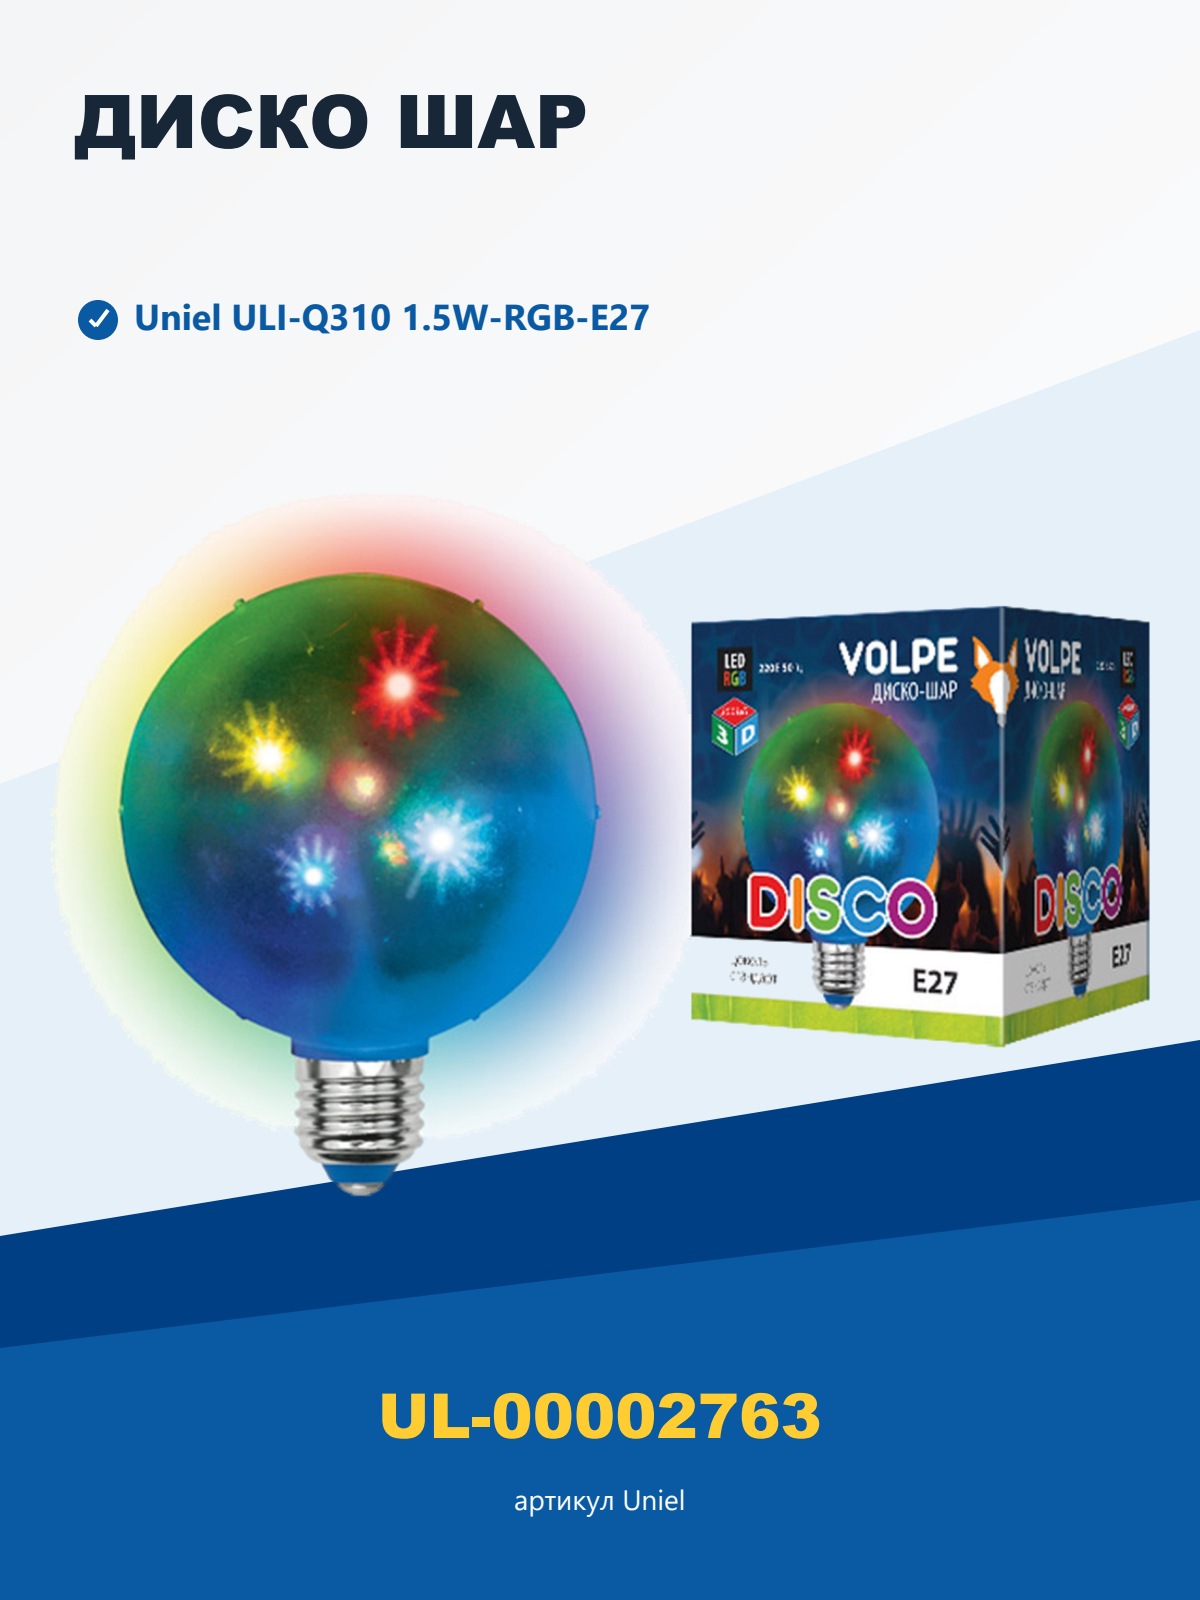 ДИСКО ШАР
Uniel ULI-Q310 1.5W-RGB-E27
LED
RGB
VOLPE
ДИСКО-ШАР
3 D
DISCO
E27
VOLPE
DISCO
E27
UL-00002763
артикул Uniel